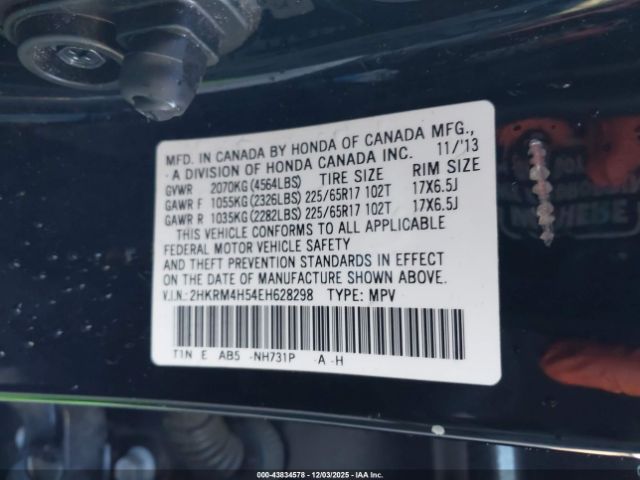 MFD. IN CANADA BY HONDA OF CANADA MFG.,
A DIVISION OF HONDA CANADA INC. 11/'13
GVWR 2070KG (4564LBS) TIRE SIZE RIM SIZE
GAWR F 1055KG (2326LBS) 225/65R17 102T 17X6.5J
GAWR R 1035KG (2282LBS) 225/65R17 102T 17X6.5J
THIS VEHICLE CONFORMS TO ALL APPLICABLE
FEDERAL MOTOR VEHICLE SAFETY
AND THEFT PREVENTION STANDARDS IN EFFECT
ON THE DATE OF MANUFACTURE SHOWN ABOVE.
V.I.N.: 2HKRM4H54EH628298 TYPE: MPV
T1N E AB5 -NH731P -A -H
000-43834578 - 12/03/2025 - IAA Inc.